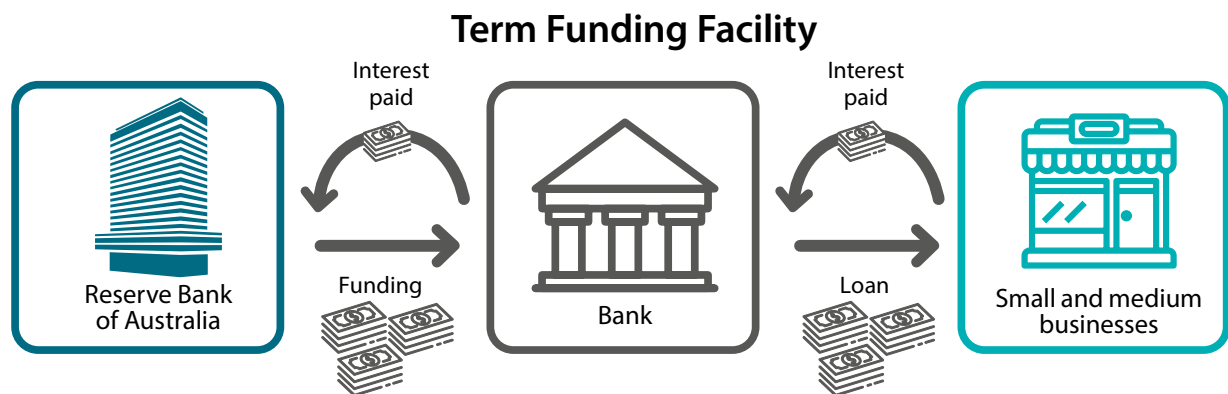 Term Funding Facility
Interest
paid
Interest
paid
Reserve Bank
of Australia
Funding
Bank
Loan
Small and medium
businesses